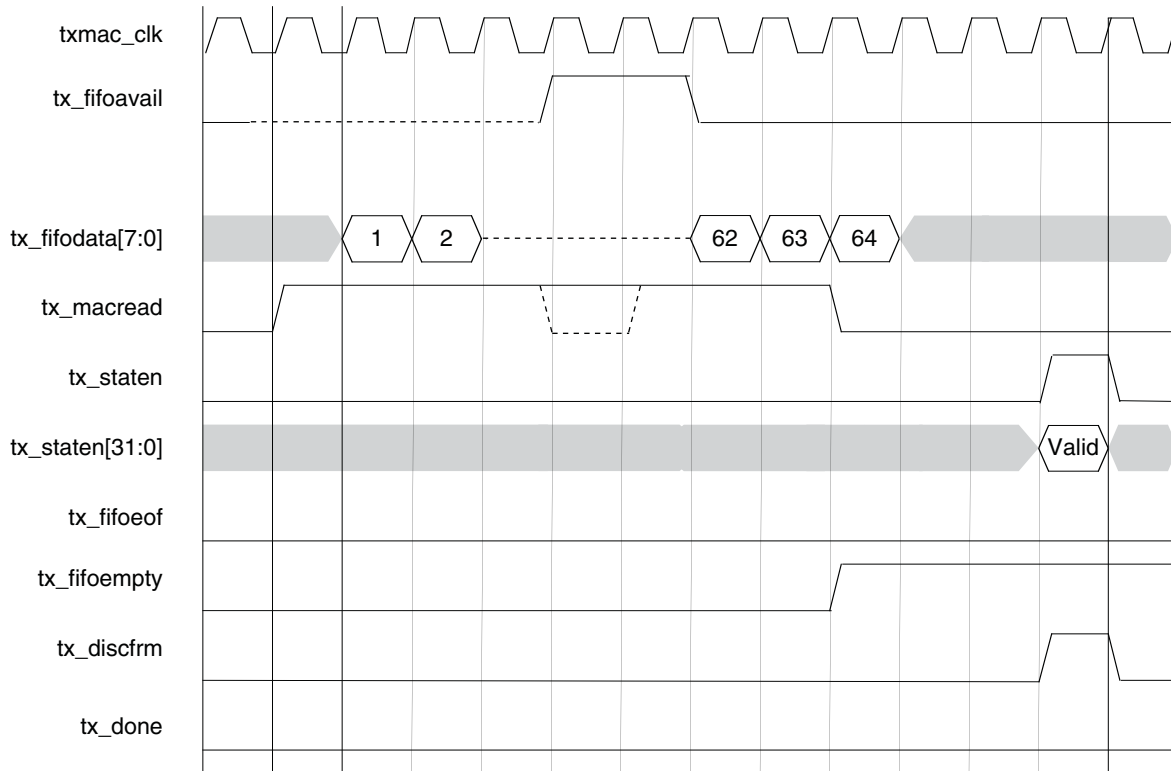 txmac_clk
tx_fifoavail
tx_fifodata[7:0] 1 2 62 63 64
tx_macread
tx_staten
tx_staten[31:0] Valid
tx_fifoeof
tx_fifoempty
tx_discfrm
tx_done